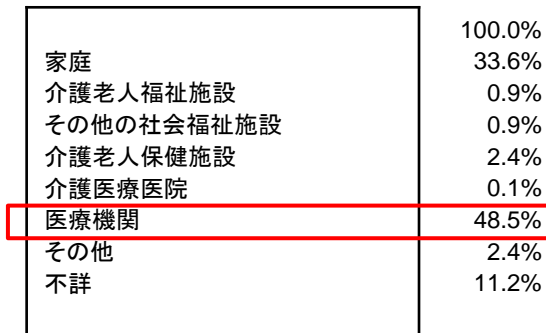 100.0%
家庭 33.6%
介護老人福祉施設 0.9%
その他の社会福祉施設 0.9%
介護老人保健施設 2.4%
介護医療医院 0.1%
医療機関 48.5%
その他 2.4%
不詳 11.2%